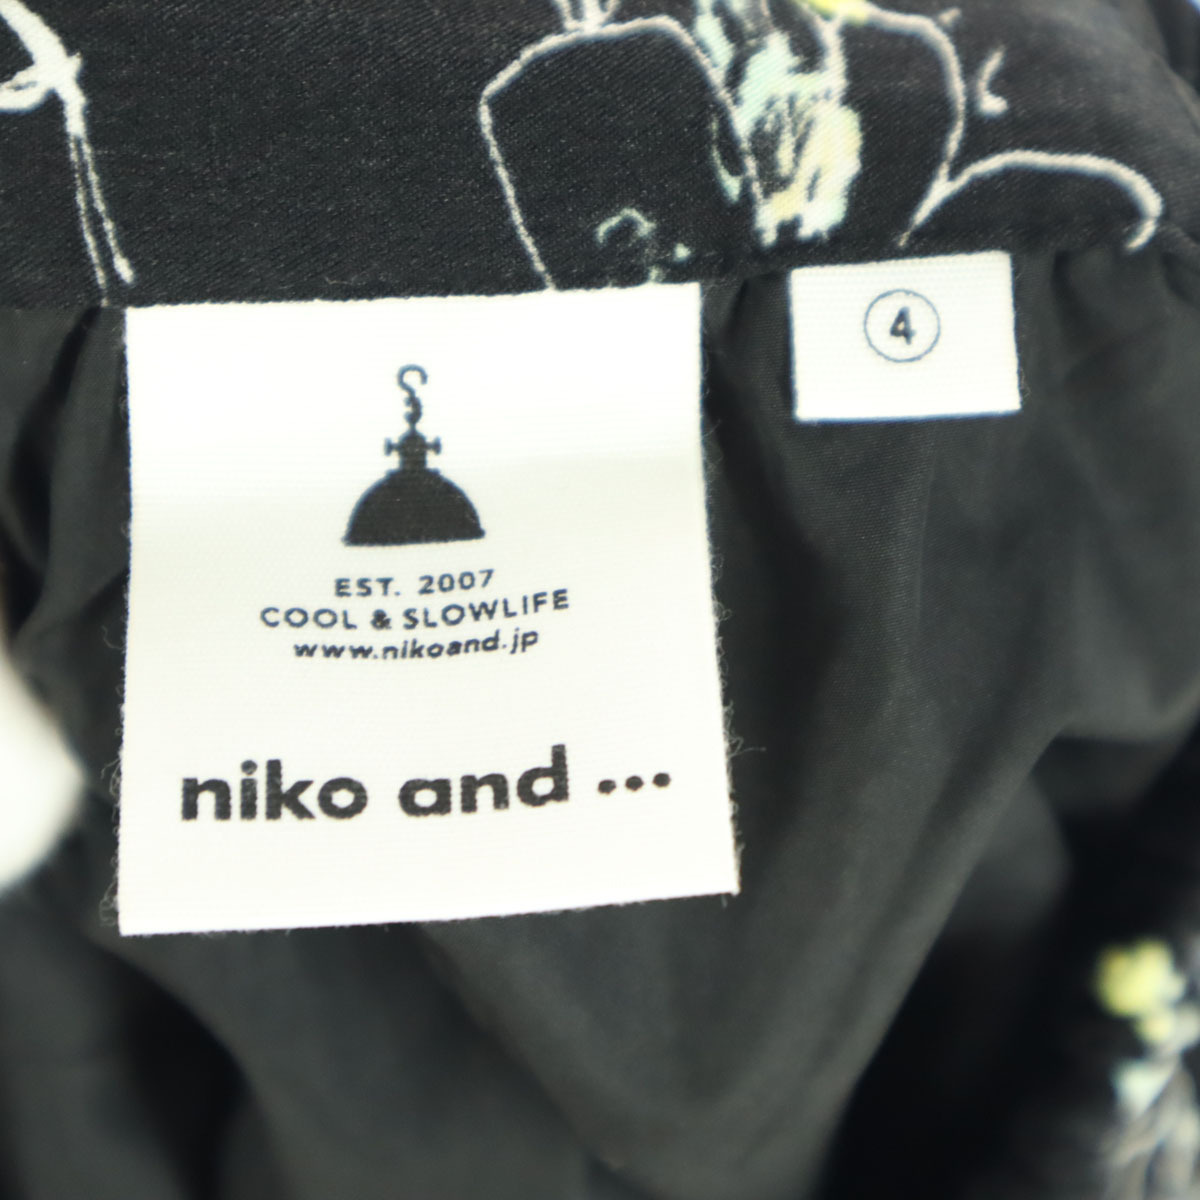 ④
EST. 2007
COOL & SLOWLIFE
www.nikoand.jp
niko and ...